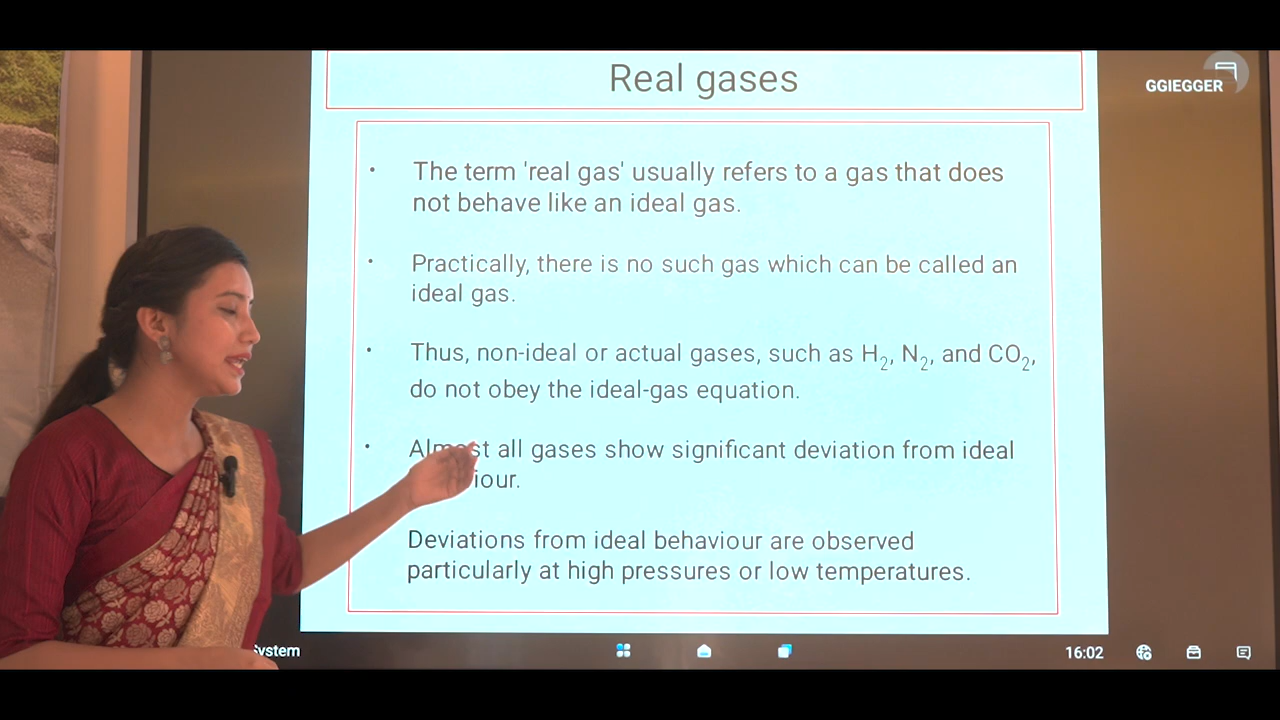 Real gases
GGIEGGER
• The term 'real gas' usually refers to a gas that does
not behave like an ideal gas.
• Practically, there is no such gas which can be called an
ideal gas.
• Thus, non-ideal or actual gases, such as H₂, N₂, and CO₂,
do not obey the ideal-gas equation.
• Almost all gases show significant deviation from ideal
iour.
Deviations from ideal behaviour are observed
particularly at high pressures or low temperatures.
System
16:02